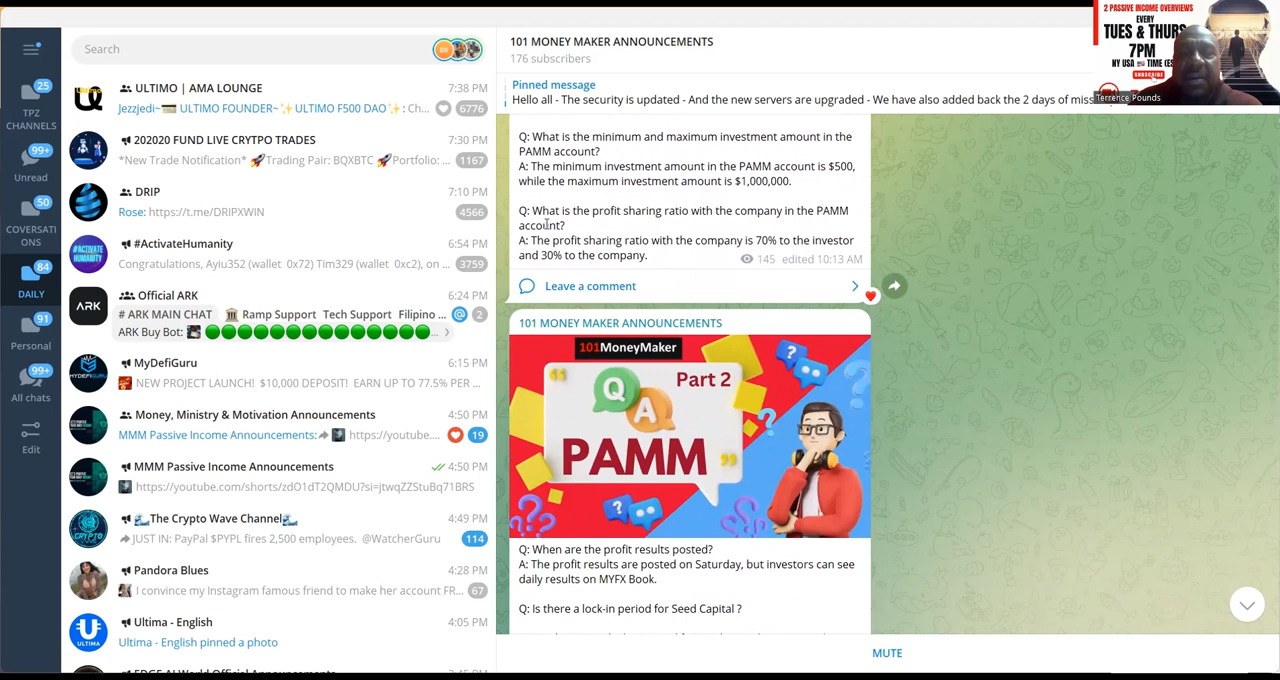 Search
25
TPZ
CHANNELS
99+
Unread
50
COVERSATI
ONS
84
DAILY
91
Personal
99+
All chats
Edit
ULTIMO | AMA LOUNGE
7:38 PM
Jezzjedi~ ULTIMO FOUNDER~✨ULTIMO F500 DAO✨: Ch...
6776
202020 FUND LIVE CRYTPO TRADES
7:30 PM
*New Trade Notification* 🚀Trading Pair: BQXBTC 🚀Portfolio: ...
1167
DRIP
7:10 PM
Rose: https://t.me/DRIPXWIN
4566
#ActivateHumanity
6:54 PM
Congratulations, Ayiu352 (wallet 0x72) Tim329 (wallet 0xc2), on ...
3759
ARK
Official ARK
6:24 PM
# ARK MAIN CHAT 🏛 Ramp Support Tech Support Filipino ...
@ 2
ARK Buy Bot:
MyDefiGuru
6:15 PM
NEW PROJECT LAUNCH! $10,000 DEPOSIT! EARN UP TO 77.5% PER ...
Money, Ministry & Motivation Announcements
4:50 PM
MMM Passive Income Announcements: https://youtube....
19
MMM Passive Income Announcements
4:50 PM
https://youtube.com/shorts/zdO1dT2QMDU?si=jtwqZZStuBq71BRS
The Crypto Wave Channel
4:49 PM
JUST IN: PayPal $PYPL fires 2,500 employees. @WatcherGuru
114
Pandora Blues
4:28 PM
I convince my Instagram famous friend to make her account FR...
67
ULTIMA
Ultima - English
4:05 PM
Ultima - English pinned a photo
101 MONEY MAKER ANNOUNCEMENTS
176 subscribers
Pinned message
Hello all - The security is updated - And the new servers are upgraded - We have also added back the 2 days of miss
Q: What is the minimum and maximum investment amount in the
PAMM account?
A: The minimum investment amount in the PAMM account is $500,
while the maximum investment amount is $1,000,000.
Q: What is the profit sharing ratio with the company in the PAMM
account?
A: The profit sharing ratio with the company is 70% to the investor
and 30% to the company.
145 edited 10:13 AM
Leave a comment
101 MONEY MAKER ANNOUNCEMENTS
101MoneyMaker
Part 2
Q
A
PAMM
Q: When are the profit results posted?
A: The profit results are posted on Saturday, but investors can see
daily results on MYFX Book.
Q: Is there a lock-in period for Seed Capital ?
MUTE
2 PASSIVE INCOME OVERVIEWS
EVERY
TUES & THURS
7PM
NY USA TIME (ES
SUBSCRIBE
Terrence Pounds